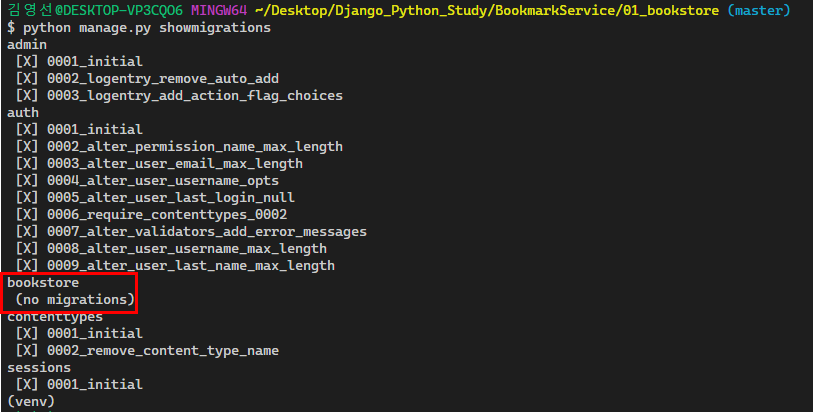 김영선@DESKTOP-VP3CQO6 MINGW64 ~/Desktop/Django_Python_Study/BookmarkService/01_bookstore (master)
$ python manage.py showmigrations
admin
 [X] 0001_initial
 [X] 0002_logentry_remove_auto_add
 [X] 0003_logentry_add_action_flag_choices
auth
 [X] 0001_initial
 [X] 0002_alter_permission_name_max_length
 [X] 0003_alter_user_email_max_length
 [X] 0004_alter_user_username_opts
 [X] 0005_alter_user_last_login_null
 [X] 0006_require_contenttypes_0002
 [X] 0007_alter_validators_add_error_messages
 [X] 0008_alter_user_username_max_length
 [X] 0009_alter_user_last_name_max_length
bookstore
 (no migrations)
contenttypes
 [X] 0001_initial
 [X] 0002_remove_content_type_name
sessions
 [X] 0001_initial
(venv)